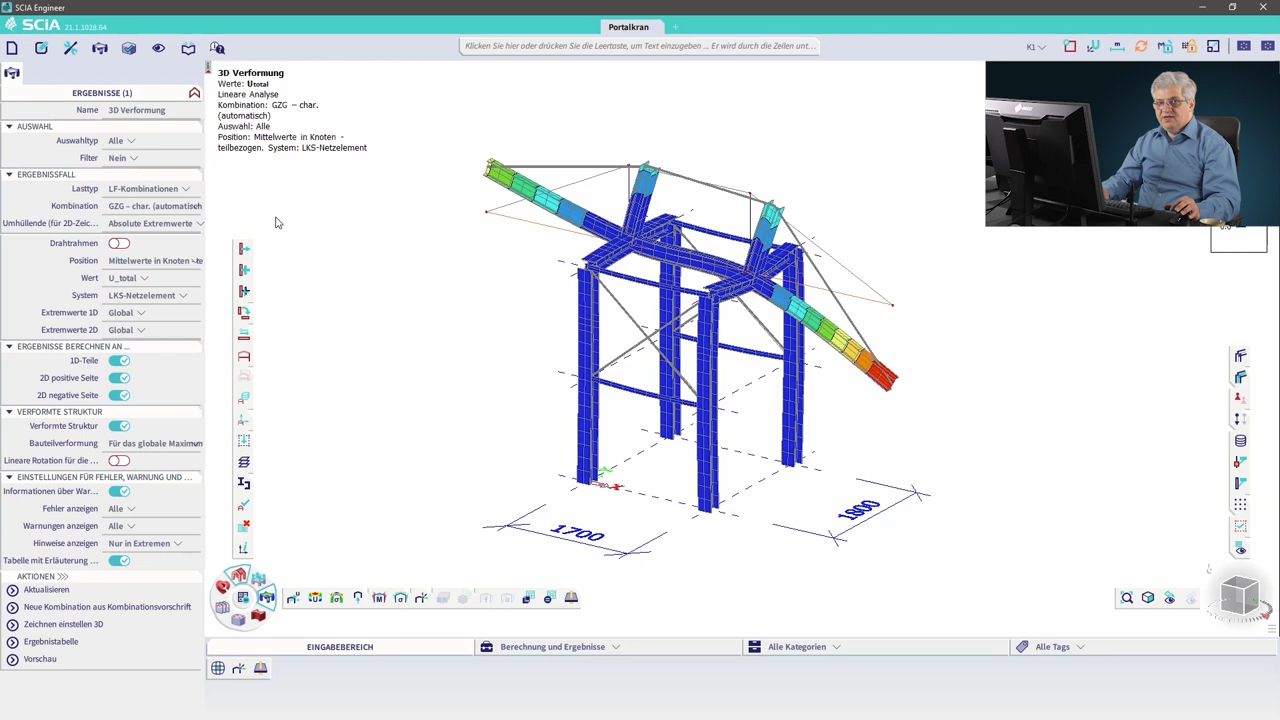 SCIA Engineer
SCIA 21.1.1028.64
Portalkran
Klicken Sie hier oder drücken Sie die Leertaste, um Text einzugeben ... Er wird durch die Zeilen unt...
K1
ERGEBNISSE (1)
Name 3D Verformung
AUSWAHL
Auswahltyp Alle
Filter Nein
ERGEBNISFALL
Lasttyp LF-Kombinationen
Kombination GZG – char. (automatisch
Umhüllende (für 2D-Zeic... Absolute Extremwerte
Drahtrahmen
Position Mittelwerte in Knoten -te
Wert U_total
System LKS-Netzelement
Extremwerte 1D Global
Extremwerte 2D Global
ERGEBNISSE BERECHNEN AN ...
1D-Teile
2D positive Seite
2D negative Seite
VERFORMTE STRUKTUR
Verformte Struktur
Bauteilverformung Für das globale Maximum
Lineare Rotation für die ...
EINSTELLUNGEN FÜR FEHLER, WARNUNG UND ...
Informationen über War...
Fehler anzeigen Alle
Warnungen anzeigen Alle
Hinweise anzeigen Nur in Extremen
Tabelle mit Erläuterung ...
AKTIONEN >>>
Aktualisieren
Neue Kombination aus Kombinationsvorschrift
Zeichnen einstellen 3D
Ergebnistabelle
Vorschau
3D Verformung
Werte: Utotal
Lineare Analyse
Kombination: GZG – char.
(automatisch)
Auswahl: Alle
Position: Mittelwerte in Knoten -
teilbezogen. System: LKS-Netzelement
1700
1800
EINGABEBEREICH
Berechnung und Ergebnisse
Alle Kategorien
Alle Tags